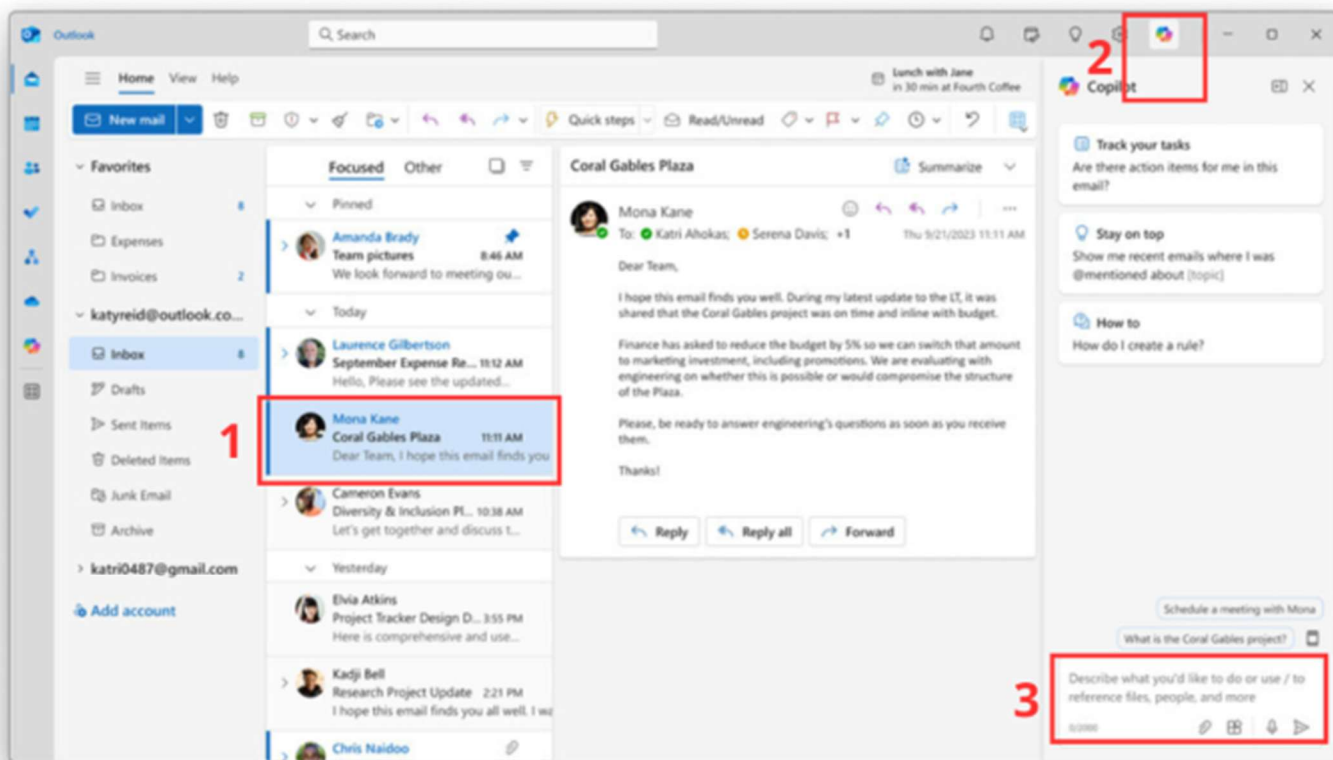 Outlook
Search
2
Home View Help
Lunch with Jane
in 30 min at Fourth Coffee
Copilot
New mail
Quick steps
Read/Unread
Favorites
Inbox 8
Expenses
Invoices 2
katyreid@outlook.co...
Inbox 8
Drafts
Sent Items
Deleted Items
Junk Email
Archive
katri0487@gmail.com
Add account
1
Focused Other
Pinned
Amanda Brady
Team pictures 8:46 AM
We look forward to meeting ou...
Today
Laurence Gilbertson
September Expense Re... 11:12 AM
Hello, Please see the updated...
Mona Kane
Coral Gables Plaza 11:11 AM
Dear Team, I hope this email finds you
Cameron Evans
Diversity & Inclusion Pl... 10:38 AM
Let's get together and discuss t...
Yesterday
Elvia Atkins
Project Tracker Design D... 3:55 PM
Here is comprehensive and use...
Kadji Bell
Research Project Update 2:21 PM
I hope this email finds you all well. I wa
Chris Naidoo
Coral Gables Plaza
Summarize
Mona Kane
To: Katri Ahokas; Serena Davis; +1
Thu 9/21/2023 11:11 AM
Dear Team,
I hope this email finds you well. During my latest update to the LT, it was
shared that the Coral Gables project was on time and inline with budget.
Finance has asked to reduce the budget by 5% so we can switch that amount
to marketing investment, including promotions. We are evaluating with
engineering on whether this is possible or would compromise the structure
of the Plaza.
Please, be ready to answer engineering's questions as soon as you receive
them.
Thanks!
Reply
Reply all
Forward
Track your tasks
Are there action items for me in this
email?
Stay on top
Show me recent emails where I was
@mentioned about [topic]
How to
How do I create a rule?
Schedule a meeting with Mona
What is the Coral Gables project?
3
Describe what you'd like to do or use / to
reference files, people, and more
0/2000